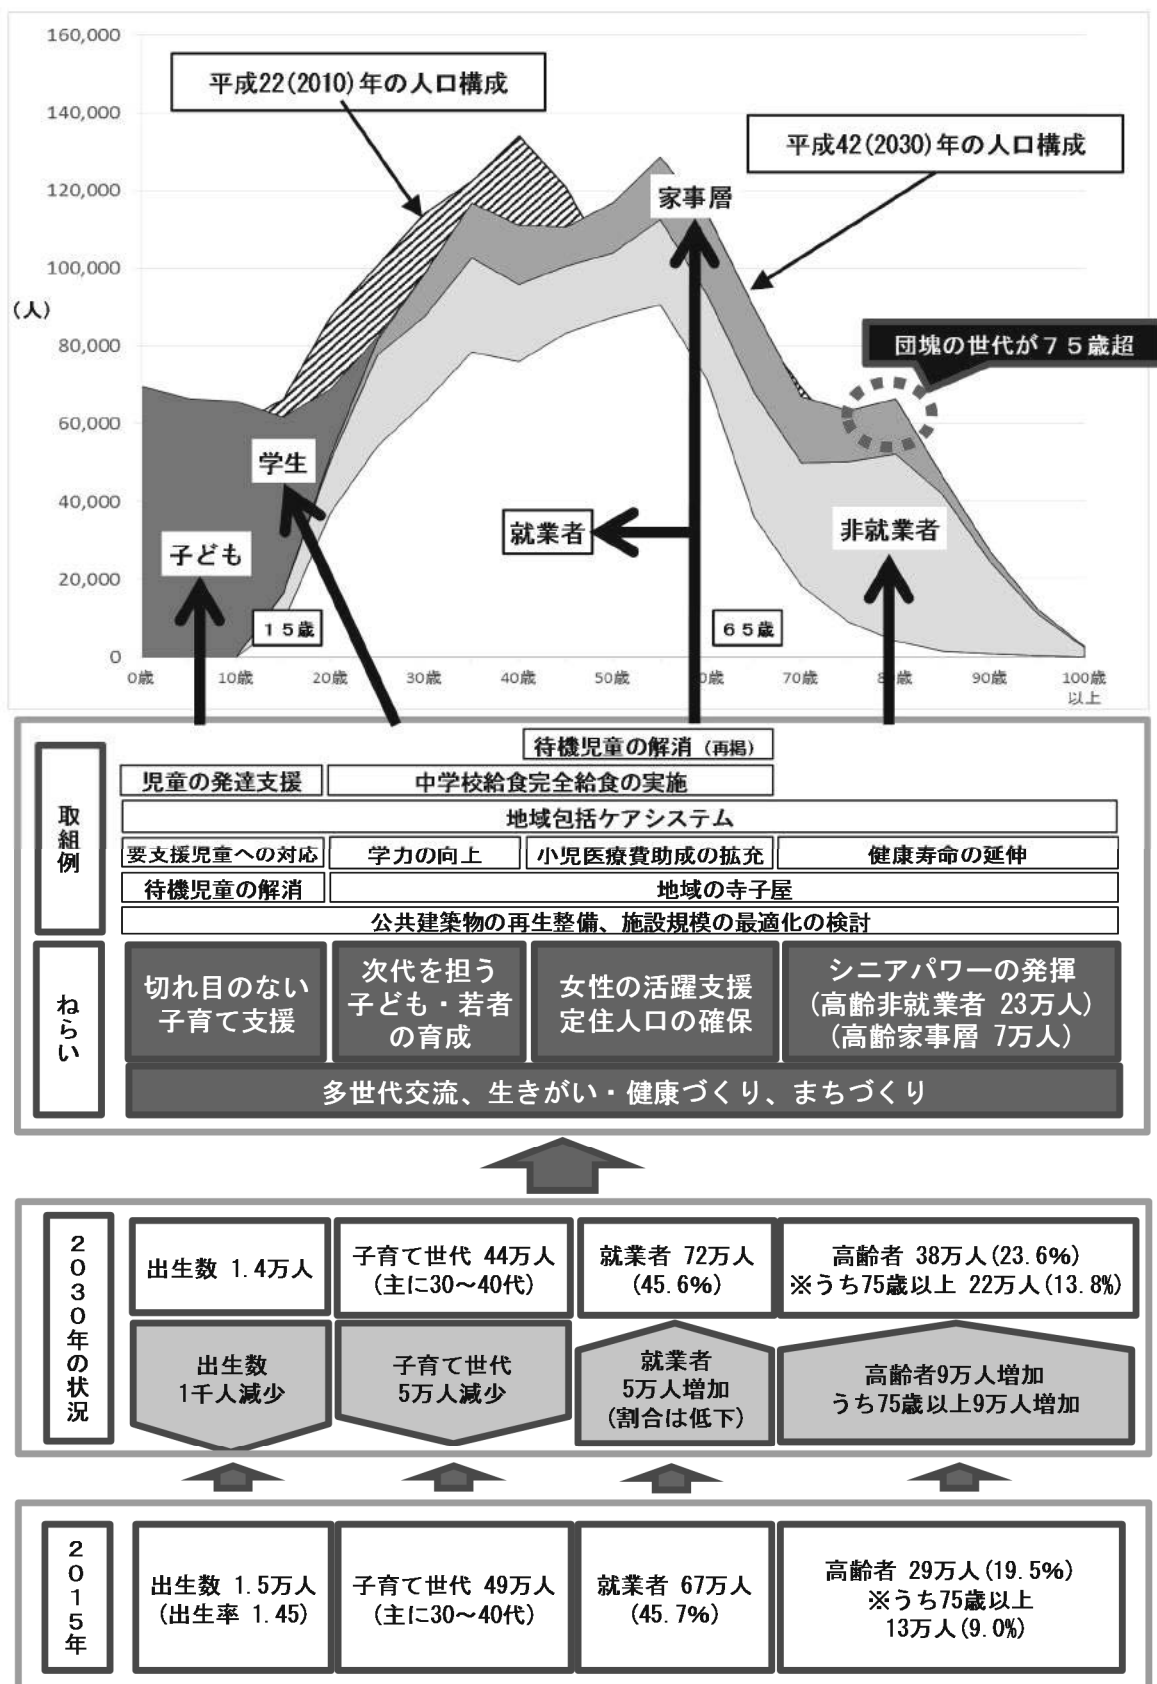 160,000
140,000
120,000
100,000
(人)
80,000
60,000
40,000
20,000
0
平成22(2010)年の人口構成
平成42(2030)年の人口構成
家事層
団塊の世代が75歳超
学生
子ども
就業者
非就業者
15歳
65歳
0歳
10歳
20歳
30歳
40歳
50歳
0歳
70歳
歳
90歳
100歳
以上
取組例
待機児童の解消(再掲)
児童の発達支援
中学校給食完全給食の実施
地域包括ケアシステム
要支援児童への対応
学力の向上
小児医療費助成の拡充
健康寿命の延伸
待機児童の解消
地域の寺子屋
公共建築物の再生整備、施設規模の最適化の検討
ねらい
切れ目のない
子育て支援
次代を担う
子ども・若者
の育成
女性の活躍支援
定住人口の確保
シニアパワーの発揮
(高齢非就業者 23万人)
(高齢家事層 7万人)
多世代交流、生きがい・健康づくり、まちづくり
2030年の状況
出生数 1.4万人
子育て世代 44万人
(主に30～40代)
就業者 72万人
(45.6%)
高齢者 38万人(23.6%)
※うち75歳以上 22万人(13.8%)
出生数
1千人減少
子育て世代
5万人減少
就業者
5万人増加
(割合は低下)
高齢者9万人増加
うち75歳以上9万人増加
2015年
出生数 1.5万人
(出生率 1.45)
子育て世代 49万人
(主に30～40代)
就業者 67万人
(45.7%)
高齢者 29万人(19.5%)
※うち75歳以上
13万人(9.0%)